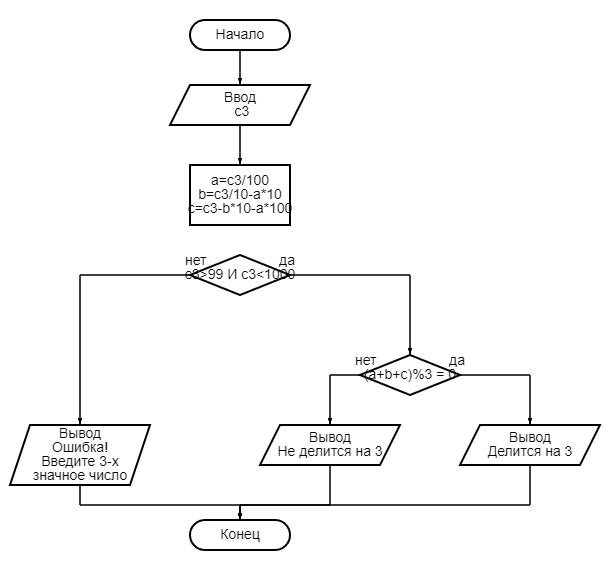 Начало
Ввод
c3
a=c3/100
b=c3/10-a*10
c=c3-b*10-a*100
нет
да
c3>99 И c3<1000
нет
да
(a+b+c)%3 = 0
Вывод
Ошибка!
Введите 3-х
значное число
Вывод
Не делится на 3
Вывод
Делится на 3
Конец